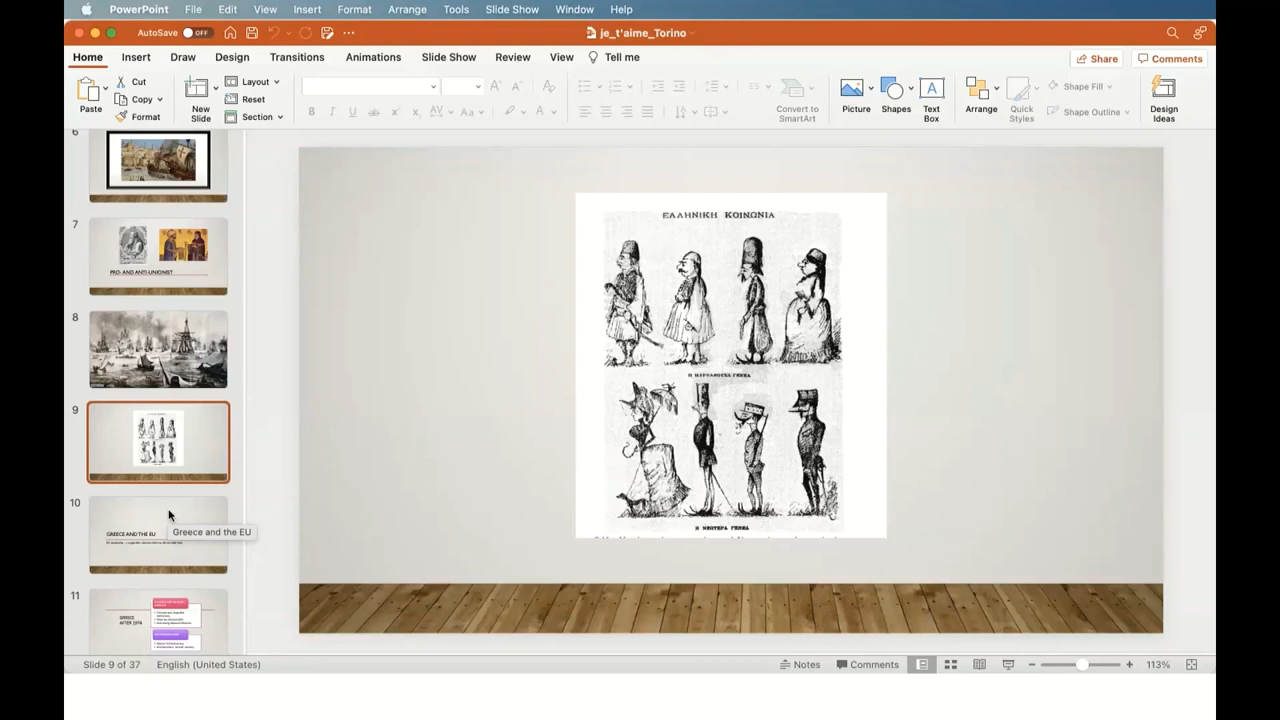 PowerPoint File Edit View Insert Format Arrange Tools Slide Show Window Help
AutoSave OFF
je_t'aime_Torino
Home Insert Draw Design Transitions Animations Slide Show Review View Tell me
Share Comments
Paste
Cut
Copy
Format
New Slide
Layout
Reset
Section
Convert to SmartArt
Picture
Shapes
Text Box
Arrange
Quick Styles
Shape Fill
Shape Outline
Design Ideas
6
7
PRO- AND ANTI-UNIONIST
8
9
10
GREECE AND THE EU
Greece and the EU
11
GREECE AFTER 1974
ΕΛΛΗΝΙΚΗ ΚΟΙΝΩΝΙΑ
Η ΠΑΡΕΛΘΟΥΣΑ ΓΕΝΕΑ
Η ΝΕΩΤΕΡΑ ΓΕΝΕΑ
Slide 9 of 37 English (United States)
Notes Comments 113%